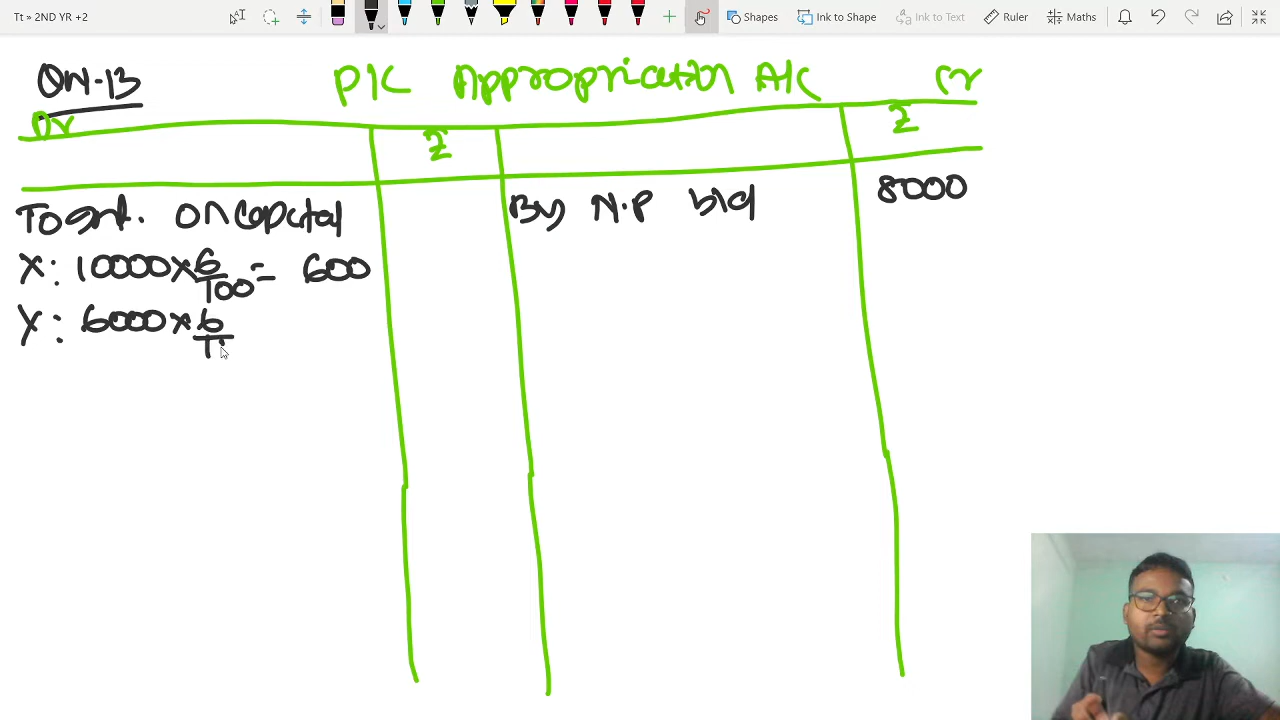 Tt » 2ND YR +2
Shapes
Ink to Shape
Ink to Text
Ruler
Maths
QN-13
P/L Appropriation A/C
Cr
Dr
₹
₹
To Int. on capital
By N.P b/d
8000
X: 10000 × 6/100 = 600
Y: 6000 × 6/1